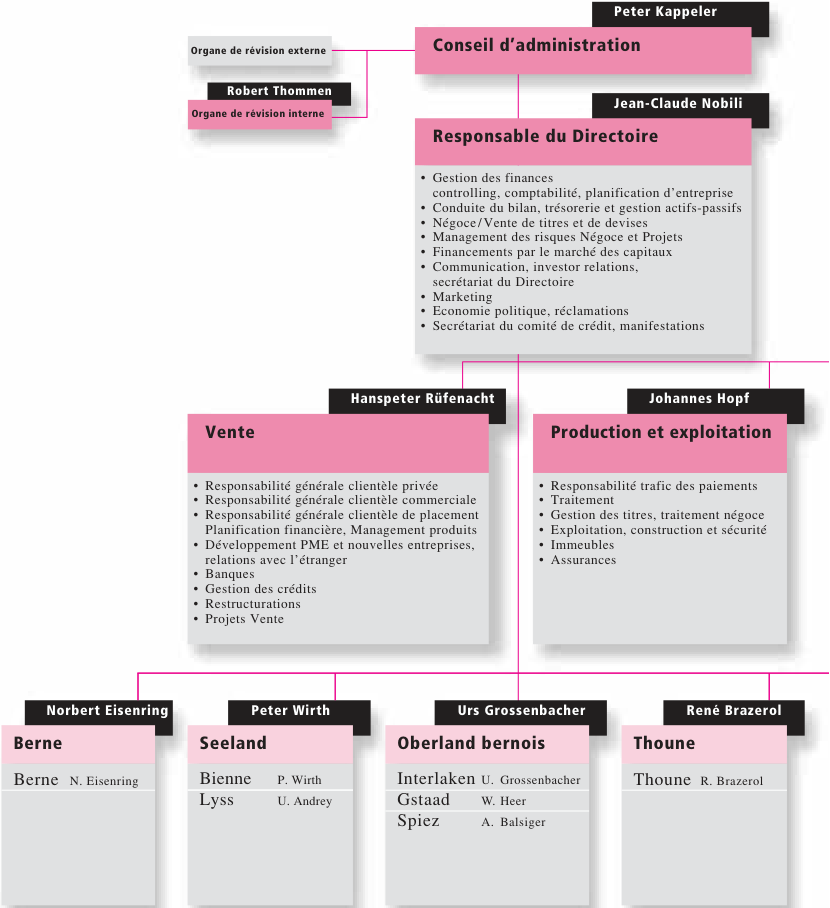 Peter Kappeler
Conseil d’administration
Organe de révision externe
Robert Thommen
Organe de révision interne
Jean-Claude Nobili
Responsable du Directoire
• Gestion des finances
controlling, comptabilité, planification d’entreprise
• Conduite du bilan, trésorerie et gestion actifs-passifs
• Négoce/Vente de titres et de devises
• Management des risques Négoce et Projets
• Financements par le marché des capitaux
• Communication, investor relations,
secrétariat du Directoire
• Marketing
• Economie politique, réclamations
• Secrétariat du comité de crédit, manifestations
Hanspeter Rüfenacht
Vente
• Responsabilité générale clientèle privée
• Responsabilité générale clientèle commerciale
• Responsabilité générale clientèle de placement
Planification financière, Management produits
• Développement PME et nouvelles entreprises,
relations avec l’étranger
• Banques
• Gestion des crédits
• Restructurations
• Projets Vente
Johannes Hopf
Production et exploitation
• Responsabilité trafic des paiements
• Traitement
• Gestion des titres, traitement négoce
• Exploitation, construction et sécurité
• Immeubles
• Assurances
Norbert Eisenring
Berne
Berne N. Eisenring
Peter Wirth
Seeland
Bienne P. Wirth
Lyss U. Andrey
Urs Grossenbacher
Oberland bernois
Interlaken U. Grossenbacher
Gstaad W. Heer
Spiez A. Balsiger
René Brazerol
Thoune
Thoune R. Brazerol